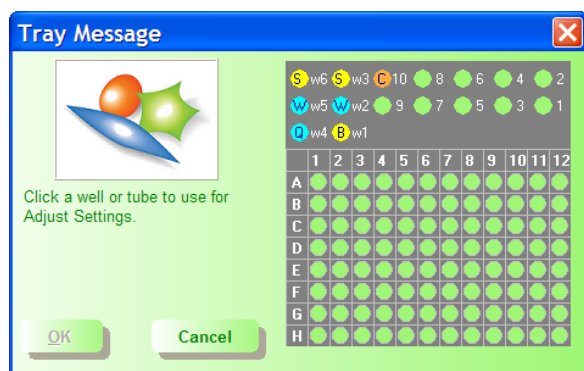 Tray Message
S w6 S w3 C 10 8 6 4 2
W w5 W w2 9 7 5 3 1
Q w4 B w1
1 2 3 4 5 6 7 8 9 10 11 12
A
B
C
D
E
F
G
H
Click a well or tube to use for
Adjust Settings.
OK
Cancel